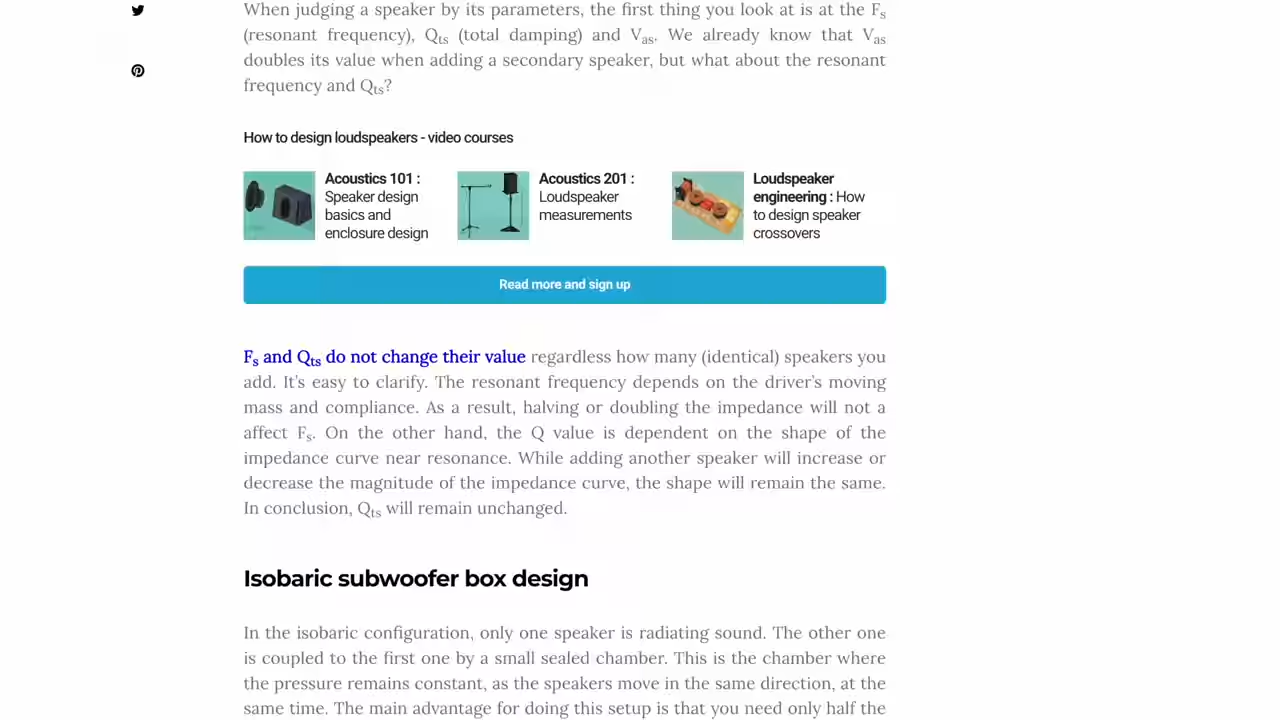 When judging a speaker by its parameters, the first thing you look at is at the Fs
(resonant frequency), Qts (total damping) and Vas. We already know that Vas
doubles its value when adding a secondary speaker, but what about the resonant
frequency and Qts?
How to design loudspeakers - video courses
Acoustics 101 :
Speaker design
basics and
enclosure design
Acoustics 201 :
Loudspeaker
measurements
Loudspeaker
engineering : How
to design speaker
crossovers
Read more and sign up
Fs and Qts do not change their value regardless how many (identical) speakers you
add. It’s easy to clarify. The resonant frequency depends on the driver’s moving
mass and compliance. As a result, halving or doubling the impedance will not a
affect Fs. On the other hand, the Q value is dependent on the shape of the
impedance curve near resonance. While adding another speaker will increase or
decrease the magnitude of the impedance curve, the shape will remain the same.
In conclusion, Qts will remain unchanged.
Isobaric subwoofer box design
In the isobaric configuration, only one speaker is radiating sound. The other one
is coupled to the first one by a small sealed chamber. This is the chamber where
the pressure remains constant, as the speakers move in the same direction, at the
same time. The main advantage for doing this setup is that you need only half the